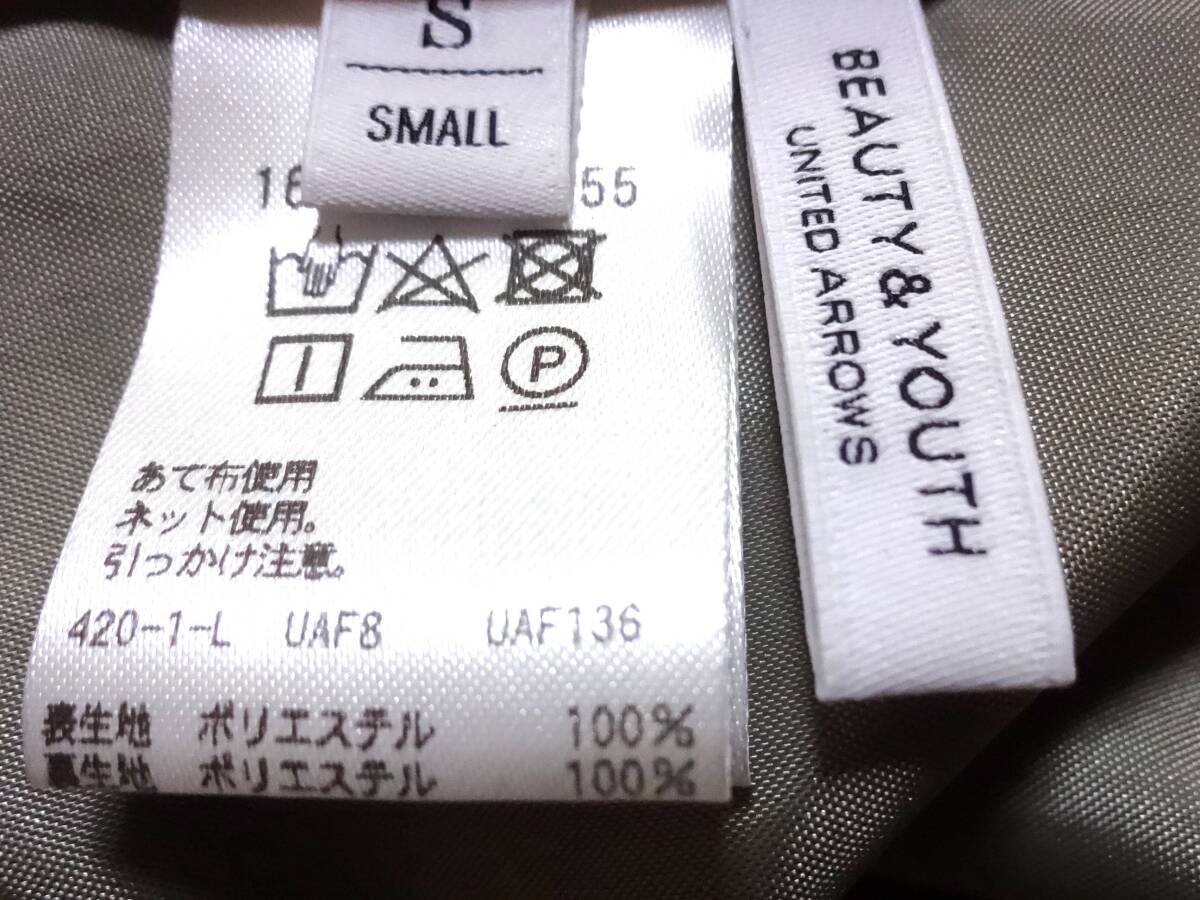 S
SMALL
16 55
P
あて布使用
ネット使用。
引っかけ注意。
420-1-L UAF8 UAF136
表生地 ポリエステル 100%
裏生地 ポリエステル 100%
BEAUTY & YOUTH
UNITED ARROWS